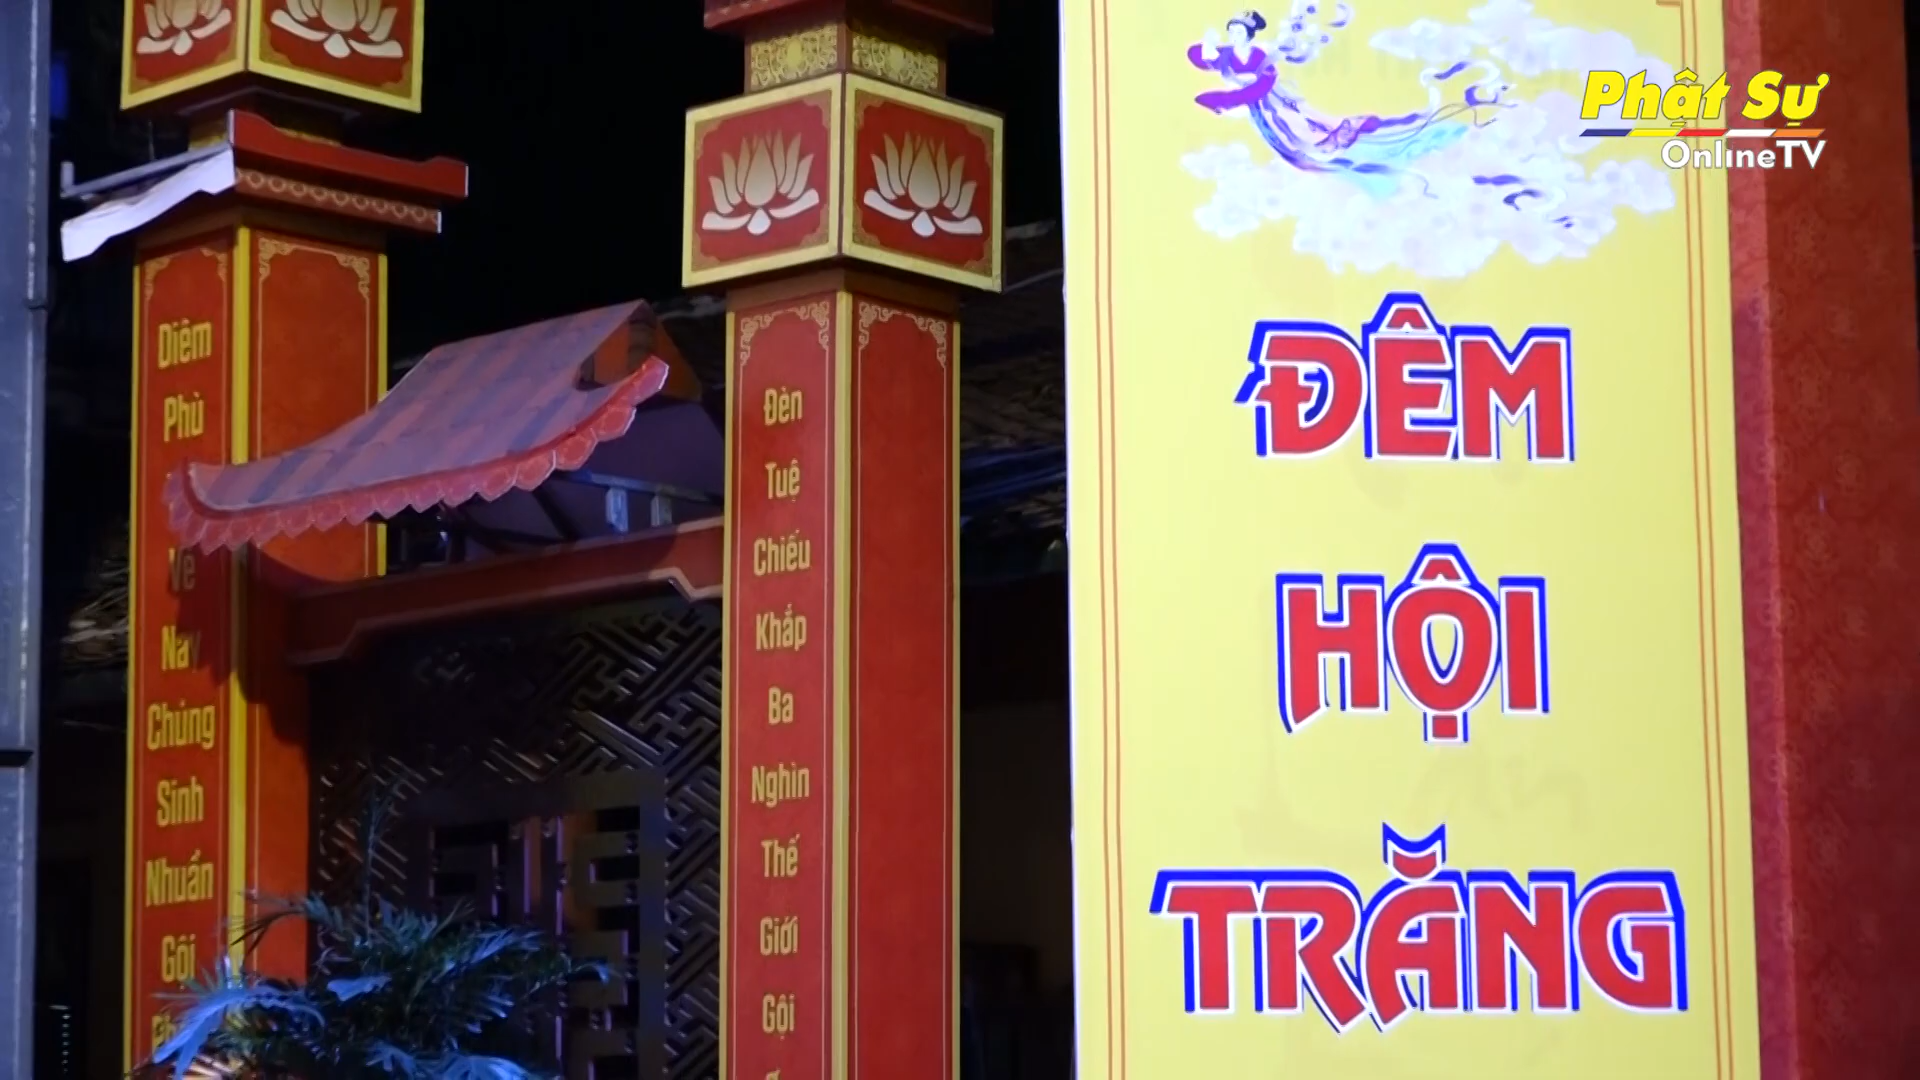 Phật Sự
OnlineTV
Diêm
Phù
Về
Nay
Chúng
Sinh
Nhuần
Gội
Đèn
Tuệ
Chiếu
Khắp
Ba
Nghìn
Thế
Giới
Gội
ĐÊM
HỘI
TRĂNG